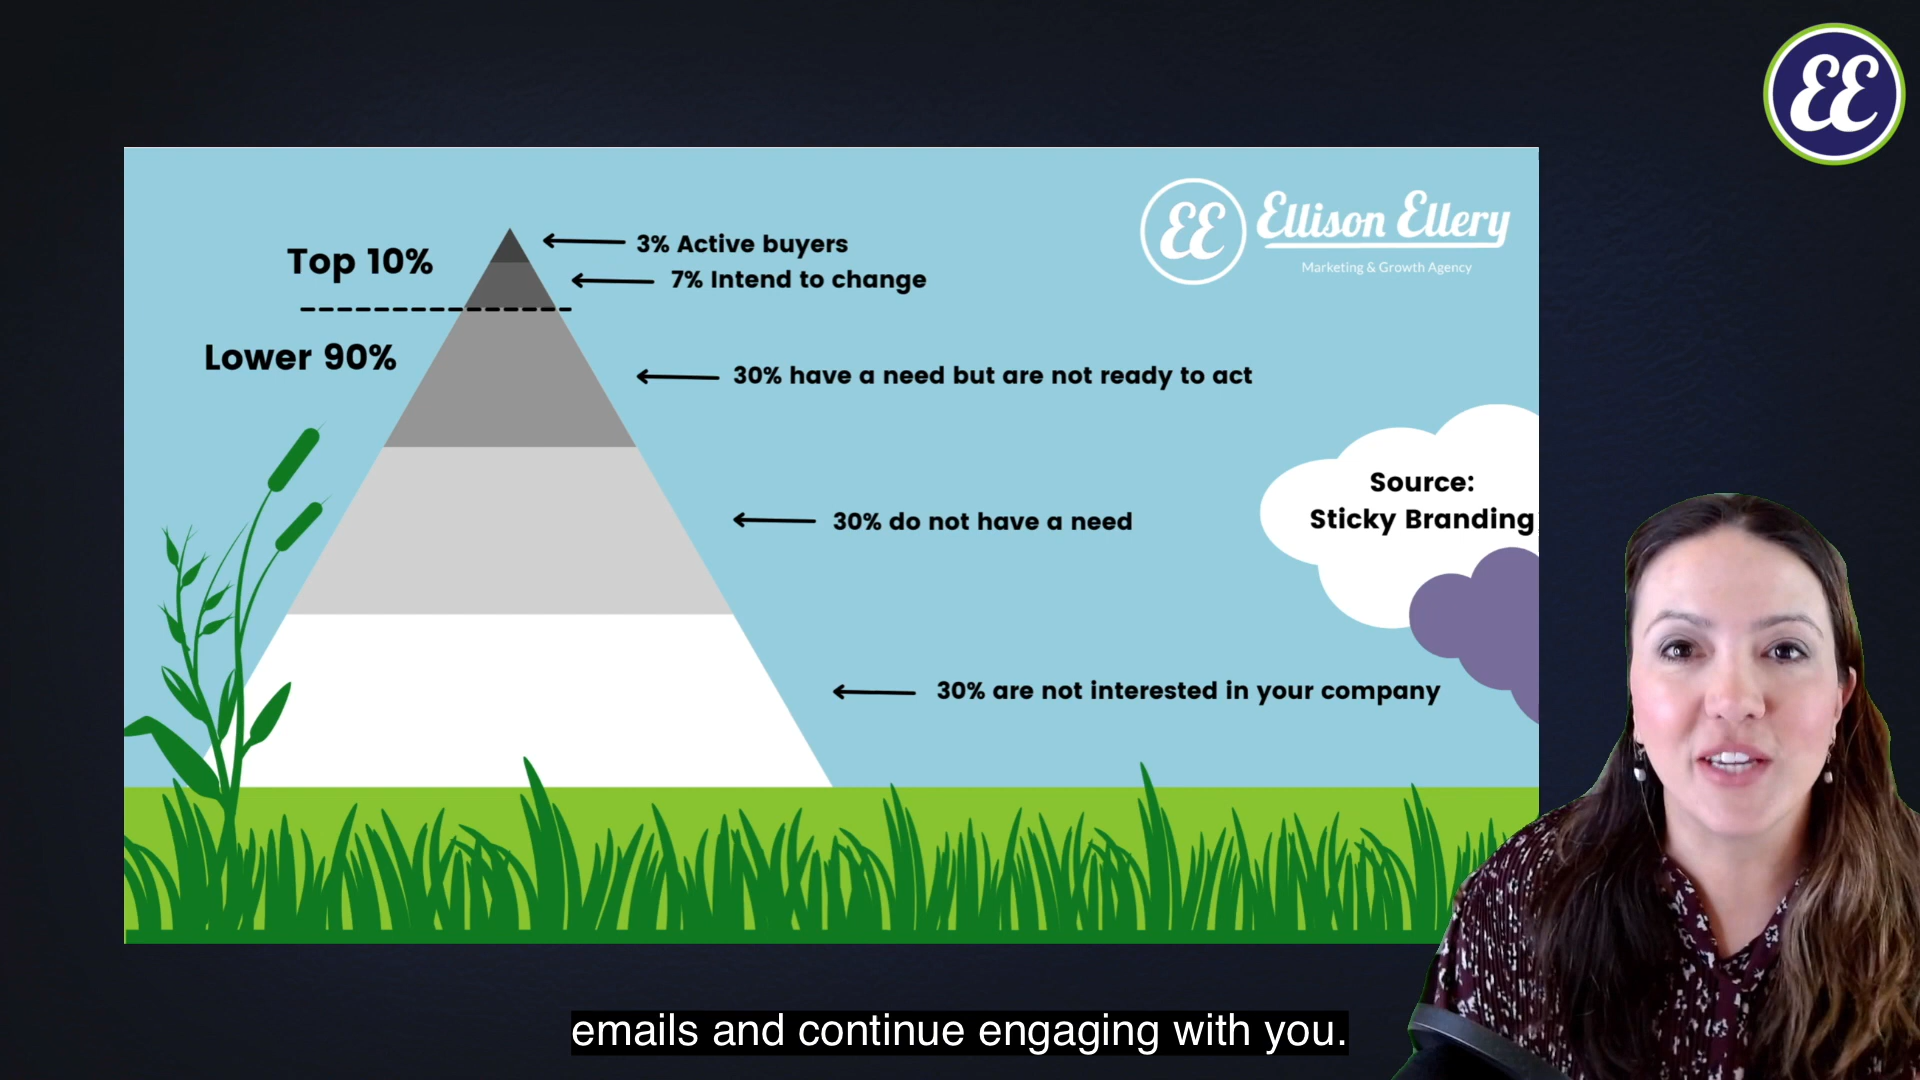 EE
EE Ellison Ellery
Marketing & Growth Agency
Top 10%
3% Active buyers
7% Intend to change
Lower 90%
30% have a need but are not ready to act
Source:
Sticky Branding
30% do not have a need
30% are not interested in your company
emails and continue engaging with you.